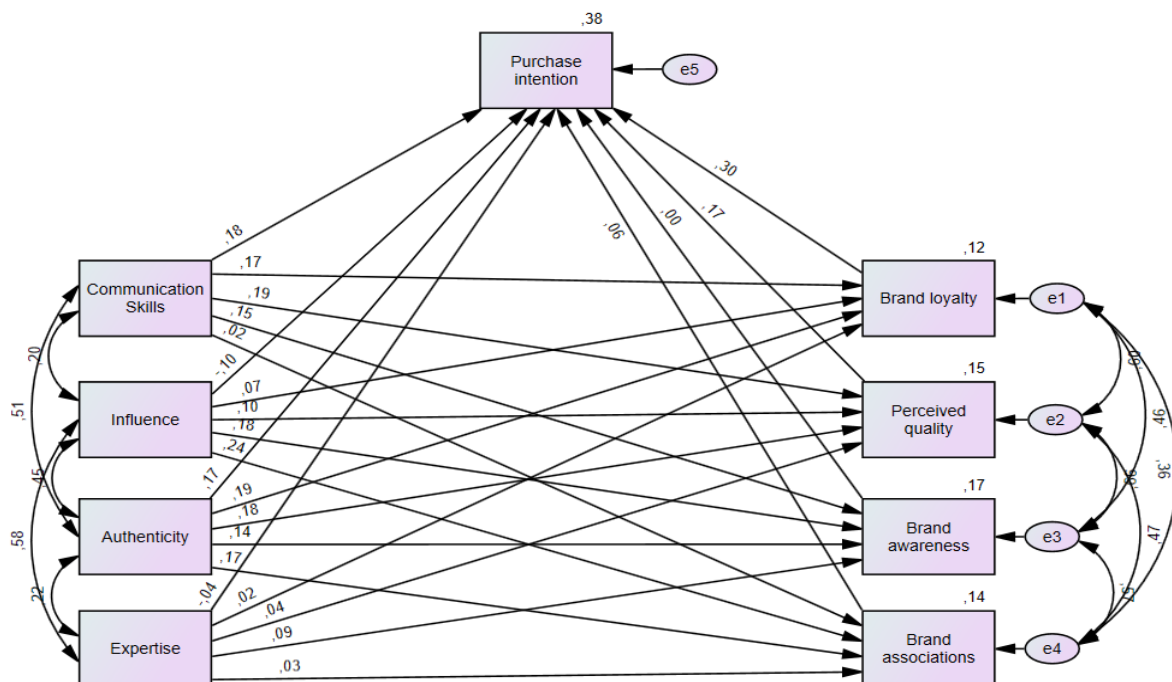 ,38
Purchase
intention
e5
,30
,17
,00
,06
,18
,17
,19
,15
,02
Communication
Skills
,12
Brand loyalty
e1
,20
,51
-,10
,07
,10
,18
,24
Influence
,15
Perceived
quality
e2
,46
,36
,45
,17
,19
,18
,14
,17
Authenticity
,17
Brand
awareness
e3
,47
,58
,22
-,04
,02
,04
,09
,03
Expertise
,14
Brand
associations
e4
,57